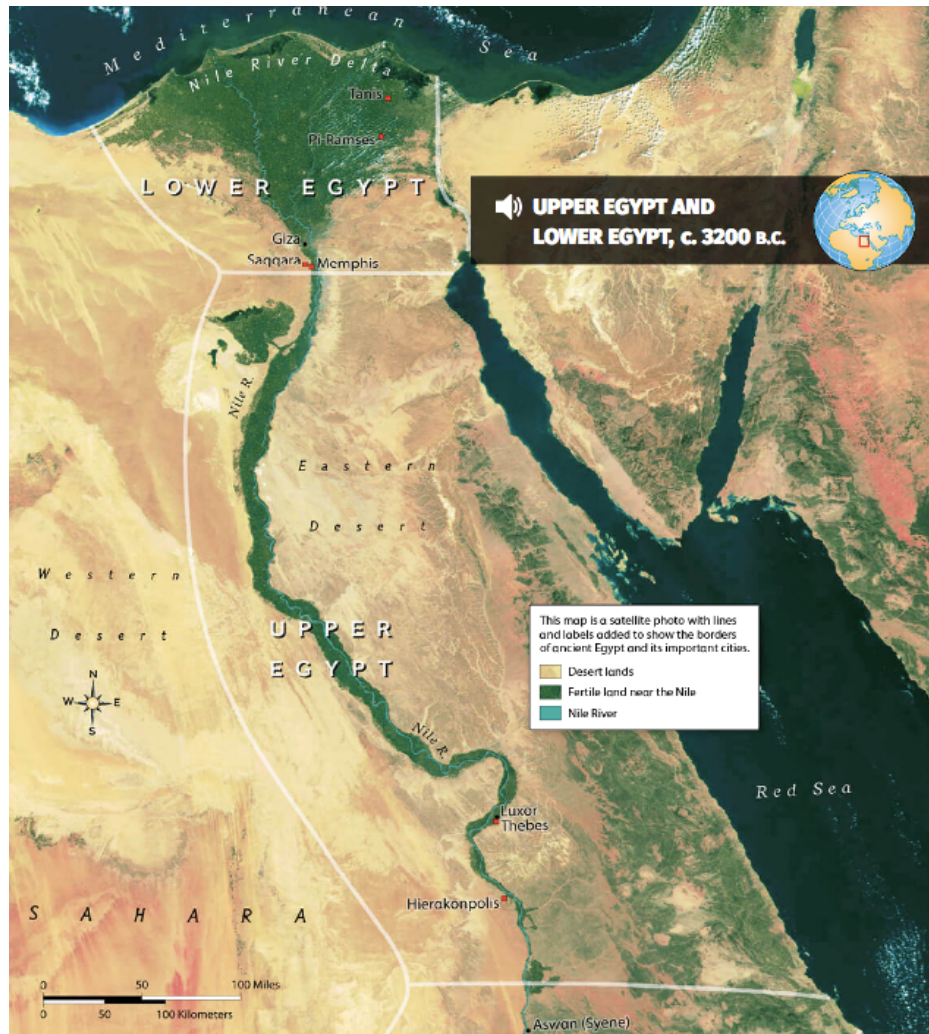 Mediterranean Sea
Nile River Delta
Tanis
Pi-Ramses
LOWER EGYPT
UPPER EGYPT AND
LOWER EGYPT, c. 3200 B.C.
Giza
Saqqara
Memphis
Nile R.
Eastern
Desert
Western
Desert
UPPER
EGYPT
This map is a satellite photo with lines
and labels added to show the borders
of ancient Egypt and its important cities.
Desert lands
Fertile land near the Nile
Nile River
N
W E
S
Nile R.
Red Sea
Luxor
Thebes
Hierakonpolis
SAHARA
0 50 100 Miles
0 50 100 Kilometers
Aswan (Syene)